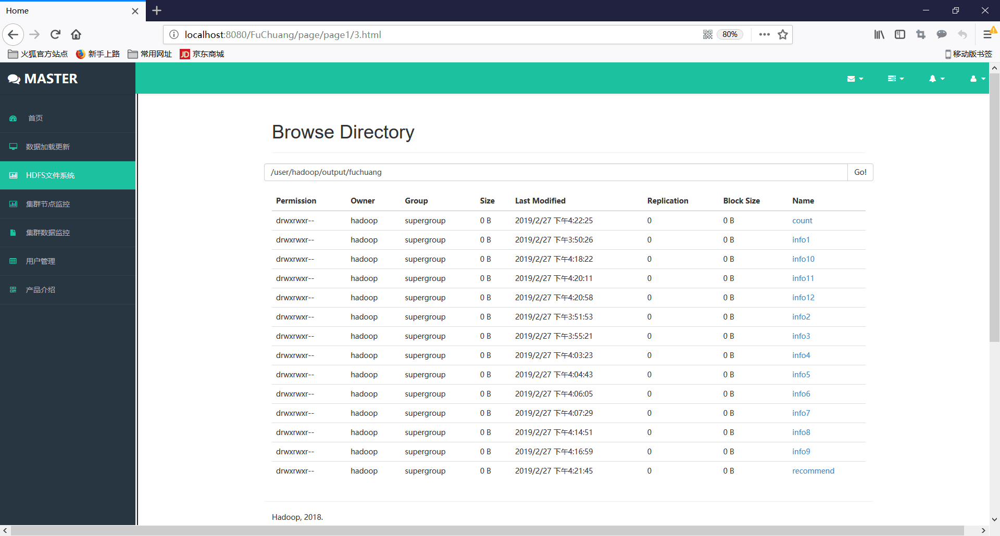 Home
localhost:8080/FuChuang/page/page1/3.html
80%
火狐官方站点 新手上路 常用网址 JD 京东商城 移动版书签
MASTER
首页
数据加载更新
HDFS文件系统
集群节点监控
集群数据监控
用户管理
产品介绍
Browse Directory
/user/hadoop/output/fuchuang Go!
Permission Owner Group Size Last Modified Replication Block Size Name
drwxrwxr-- hadoop supergroup 0 B 2019/2/27 下午4:22:25 0 0 B count
drwxrwxr-- hadoop supergroup 0 B 2019/2/27 下午3:50:26 0 0 B info1
drwxrwxr-- hadoop supergroup 0 B 2019/2/27 下午4:18:22 0 0 B info10
drwxrwxr-- hadoop supergroup 0 B 2019/2/27 下午4:20:11 0 0 B info11
drwxrwxr-- hadoop supergroup 0 B 2019/2/27 下午4:20:58 0 0 B info12
drwxrwxr-- hadoop supergroup 0 B 2019/2/27 下午3:51:53 0 0 B info2
drwxrwxr-- hadoop supergroup 0 B 2019/2/27 下午3:55:21 0 0 B info3
drwxrwxr-- hadoop supergroup 0 B 2019/2/27 下午4:03:23 0 0 B info4
drwxrwxr-- hadoop supergroup 0 B 2019/2/27 下午4:04:43 0 0 B info5
drwxrwxr-- hadoop supergroup 0 B 2019/2/27 下午4:06:05 0 0 B info6
drwxrwxr-- hadoop supergroup 0 B 2019/2/27 下午4:07:29 0 0 B info7
drwxrwxr-- hadoop supergroup 0 B 2019/2/27 下午4:14:51 0 0 B info8
drwxrwxr-- hadoop supergroup 0 B 2019/2/27 下午4:16:59 0 0 B info9
drwxrwxr-- hadoop supergroup 0 B 2019/2/27 下午4:21:45 0 0 B recommend
Hadoop, 2018.